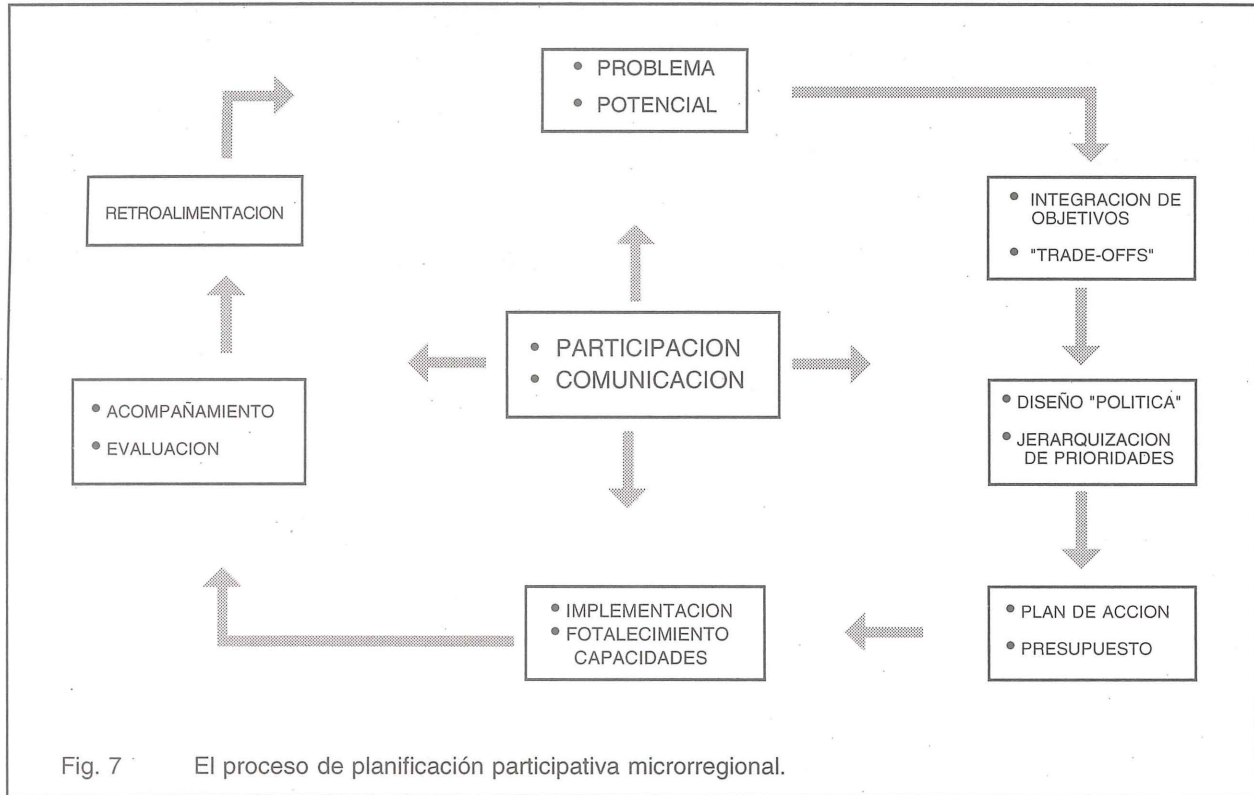 • PROBLEMA
• POTENCIAL
RETROALIMENTACION
• INTEGRACION DE
OBJETIVOS
• "TRADE-OFFS"
• PARTICIPACION
• COMUNICACION
• ACOMPAÑAMIENTO
• EVALUACION
• DISEÑO "POLITICA"
• JERARQUIZACION
DE PRIORIDADES
• IMPLEMENTACION
• FOTALECIMIENTO
CAPACIDADES
• PLAN DE ACCION
• PRESUPUESTO
Fig. 7 El proceso de planificación participativa microrregional.